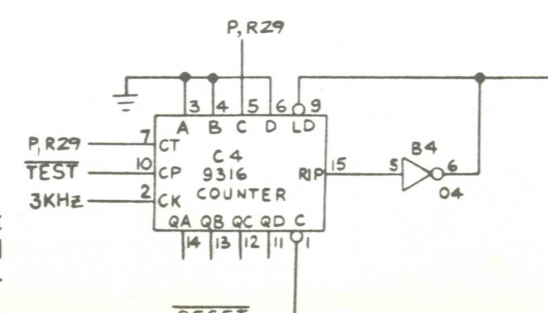 P, R29
3 4 5 6 9
A B C D LD
P, R29 7 CT
C4
B4
TEST 10 CP
9316
RIP 15 5 6
3KHz 2 CK
COUNTER
04
QA QB QC QD C
14 13 12 11 1